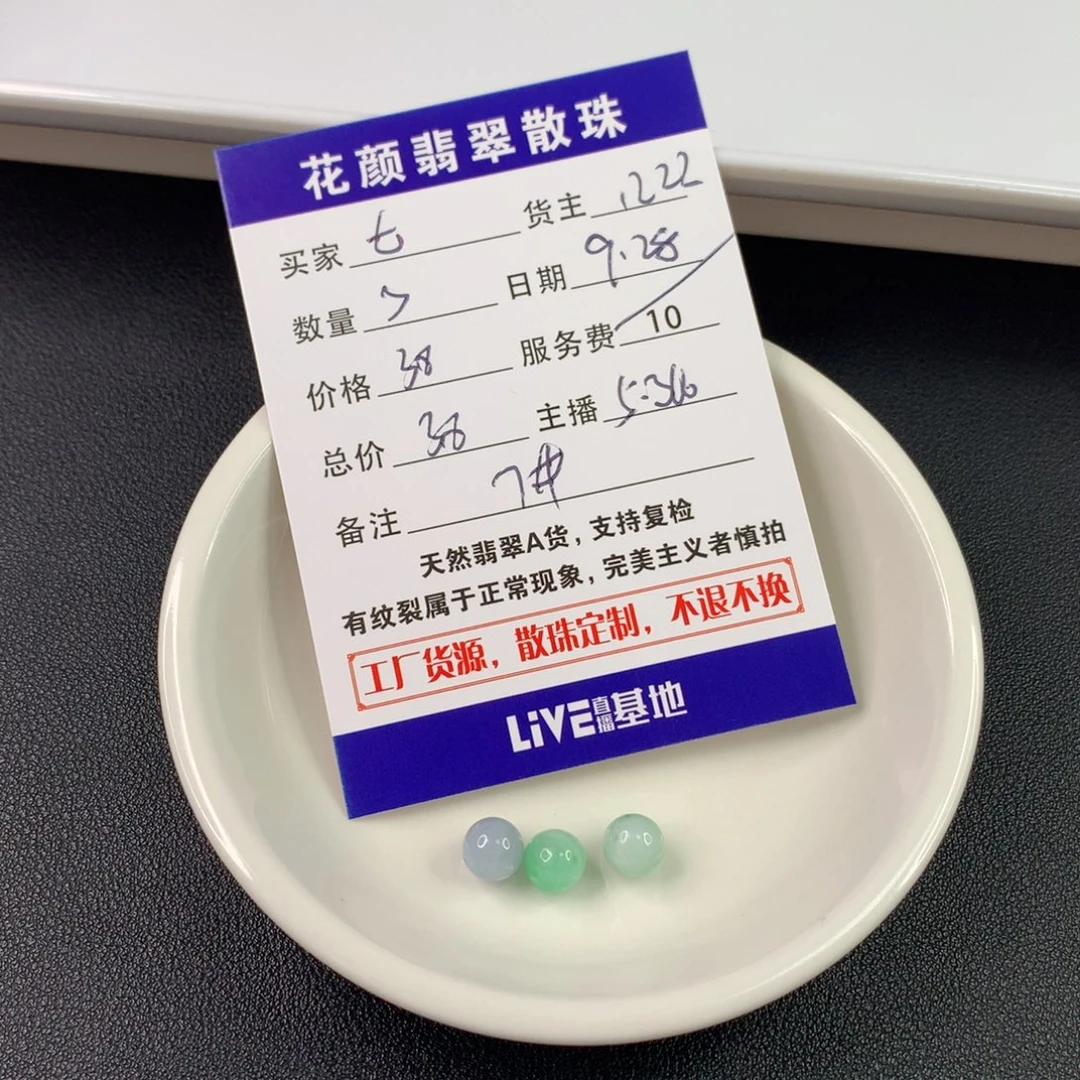 花颜翡翠散珠
买家 七 货主 1222
数量 日期 9.28
价格 38 服务费 10
总价 38 主播 5-366
备注 7#
天然翡翠A货，支持复检
有纹裂属于正常现象，完美主义者慎拍
工厂货源，散珠定制，不退不换
LiVE直播基地